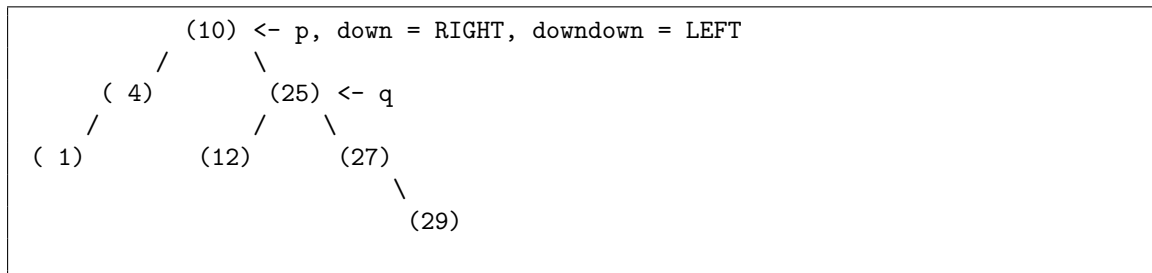 (10) <- p, down = RIGHT, downdown = LEFT
/ \
( 4) (25) <- q
/ / \
( 1) (12) (27)
\
(29)